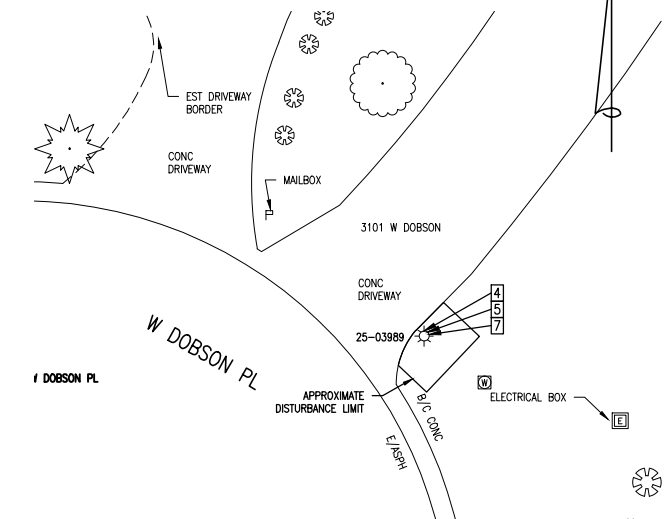 EST DRIVEWAY
BORDER
CONC
DRIVEWAY
MAILBOX
3101 W DOBSON
CONC
DRIVEWAY
4
5
7
25-03989
W DOBSON PL
DOBSON PL
APPROXIMATE
DISTURBANCE LIMIT
B/C CONC
E/ASPH
W
ELECTRICAL BOX
E